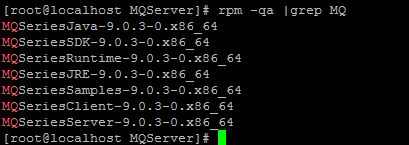 [root@localhost MQServer]# rpm -qa |grep MQ
MQSeriesJava-9.0.3-0.x86_64
MQSeriesSDK-9.0.3-0.x86_64
MQSeriesRuntime-9.0.3-0.x86_64
MQSeriesJRE-9.0.3-0.x86_64
MQSeriesSamples-9.0.3-0.x86_64
MQSeriesClient-9.0.3-0.x86_64
MQSeriesServer-9.0.3-0.x86_64
[root@localhost MQServer]#